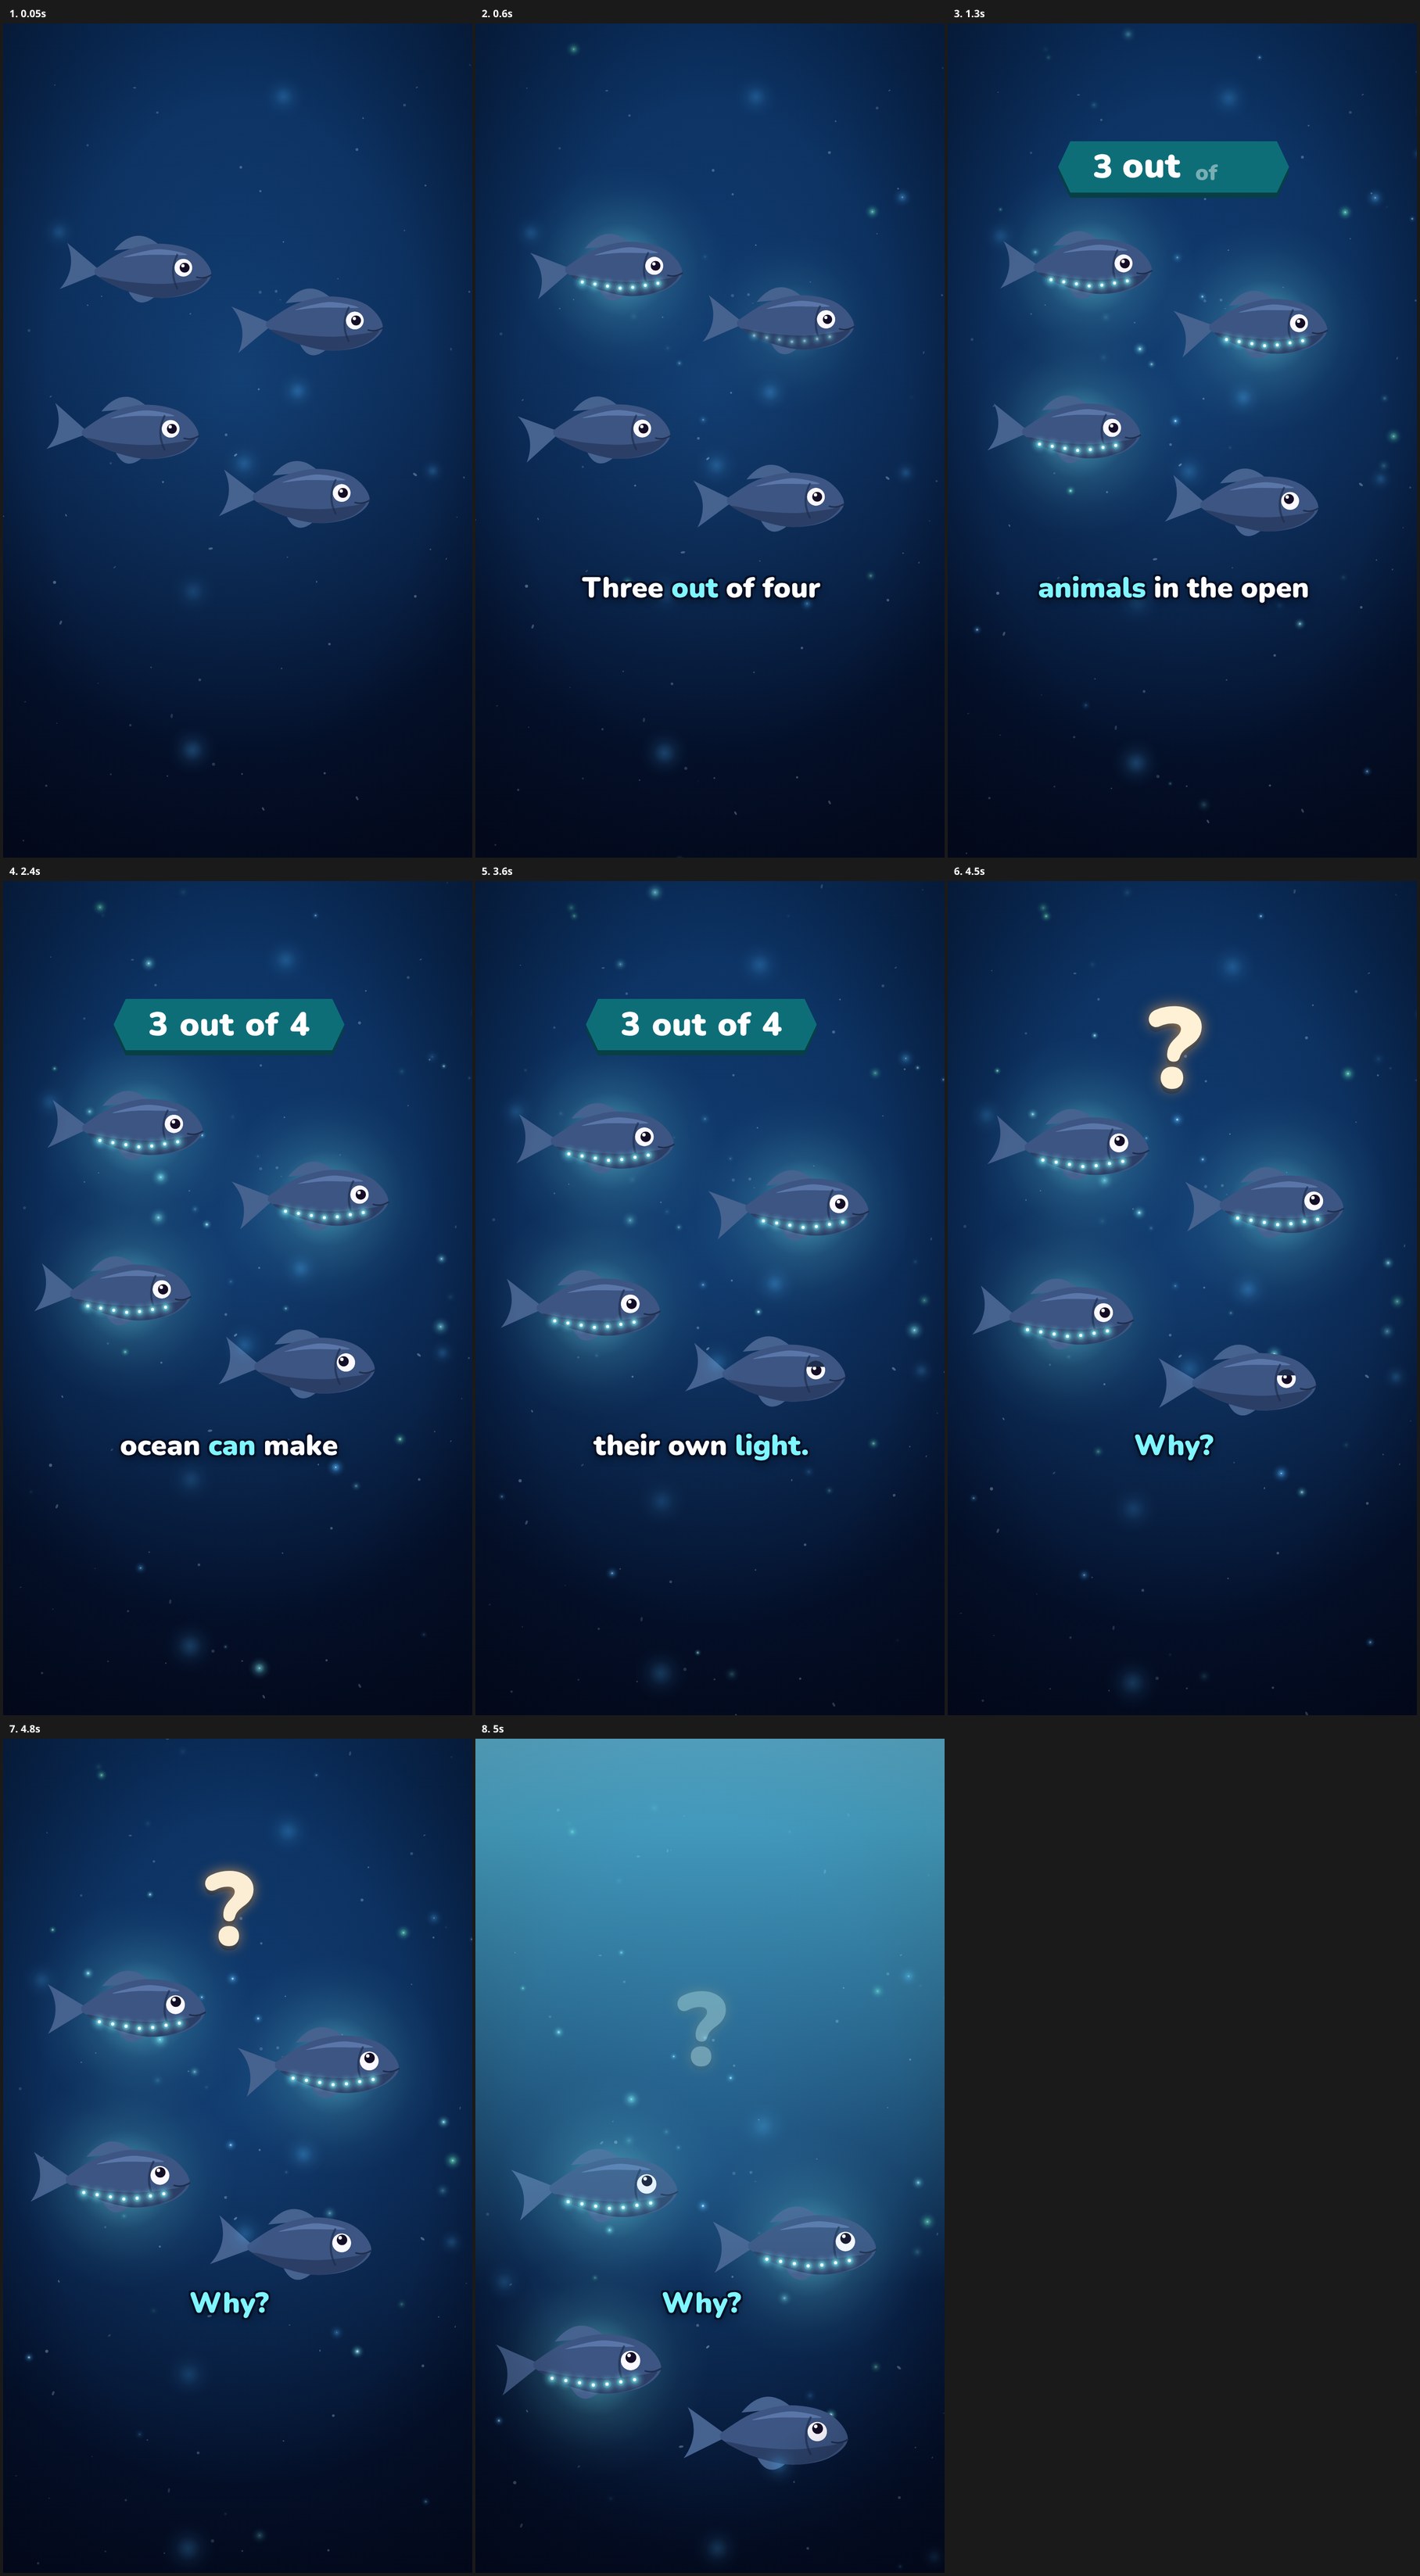 1. 0.05s
2. 0.6s
Three out of four
3. 1.3s
3 out of
animals in the open
4. 2.4s
3 out of 4
ocean can make
5. 3.6s
3 out of 4
their own light.
6. 4.5s
?
Why?
7. 4.8s
?
Why?
8. 5s
?
Why?